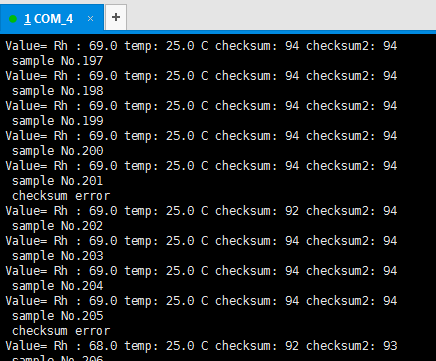 1 COM_4 × +
Value= Rh : 69.0 temp: 25.0 C checksum: 94 checksum2: 94
sample No.197
Value= Rh : 69.0 temp: 25.0 C checksum: 94 checksum2: 94
sample No.198
Value= Rh : 69.0 temp: 25.0 C checksum: 94 checksum2: 94
sample No.199
Value= Rh : 69.0 temp: 25.0 C checksum: 94 checksum2: 94
sample No.200
Value= Rh : 69.0 temp: 25.0 C checksum: 94 checksum2: 94
sample No.201
checksum error
Value= Rh : 69.0 temp: 25.0 C checksum: 92 checksum2: 94
sample No.202
Value= Rh : 69.0 temp: 25.0 C checksum: 94 checksum2: 94
sample No.203
Value= Rh : 69.0 temp: 25.0 C checksum: 94 checksum2: 94
sample No.204
Value= Rh : 69.0 temp: 25.0 C checksum: 94 checksum2: 94
sample No.205
checksum error
Value= Rh : 68.0 temp: 25.0 C checksum: 92 checksum2: 93
sample No.206